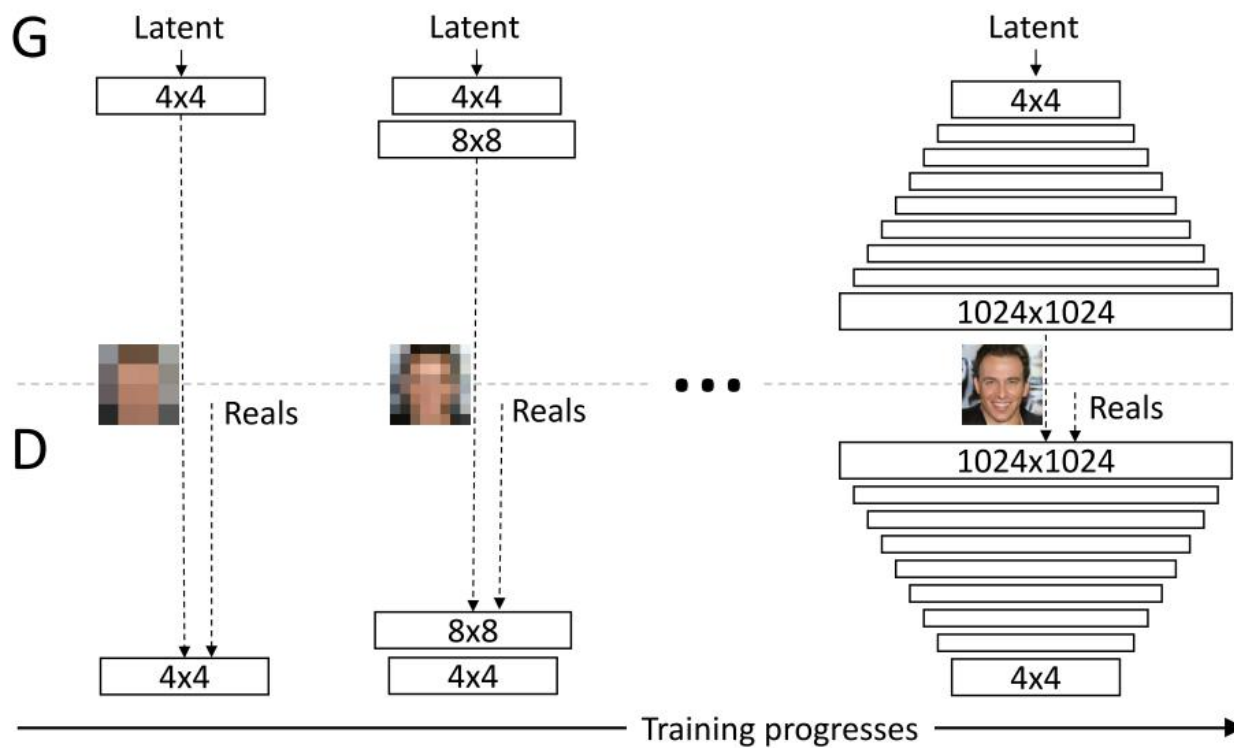 G
Latent
Latent
Latent
4x4
4x4
4x4
8x8
1024x1024
Reals
Reals
Reals
D
1024x1024
8x8
4x4
4x4
4x4
Training progresses